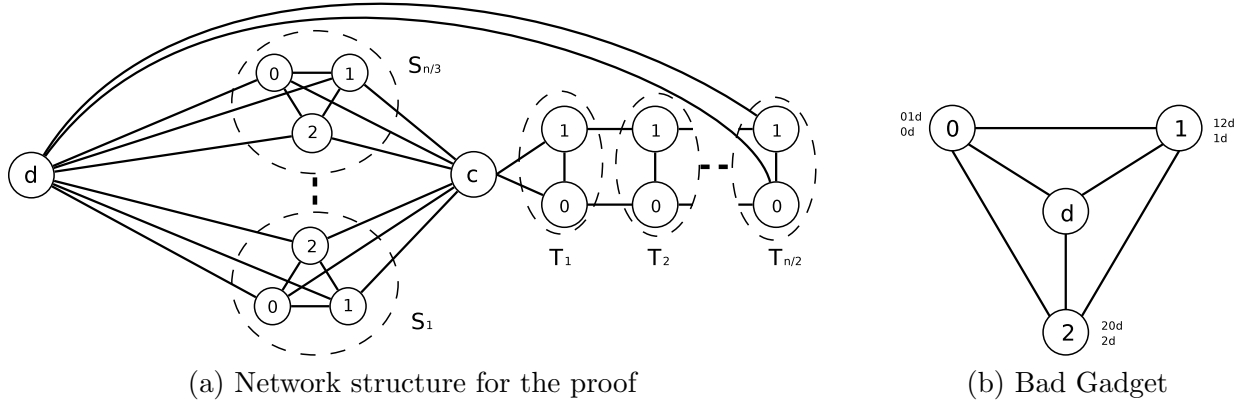 d
0
1
2
S n/3
2
0
1
S 1
c
1
0
T 1
1
0
T 2
1
0
T n/2
(a) Network structure for the proof
01d
0d
0
1
12d
1d
d
2
20d
2d
(b) Bad Gadget